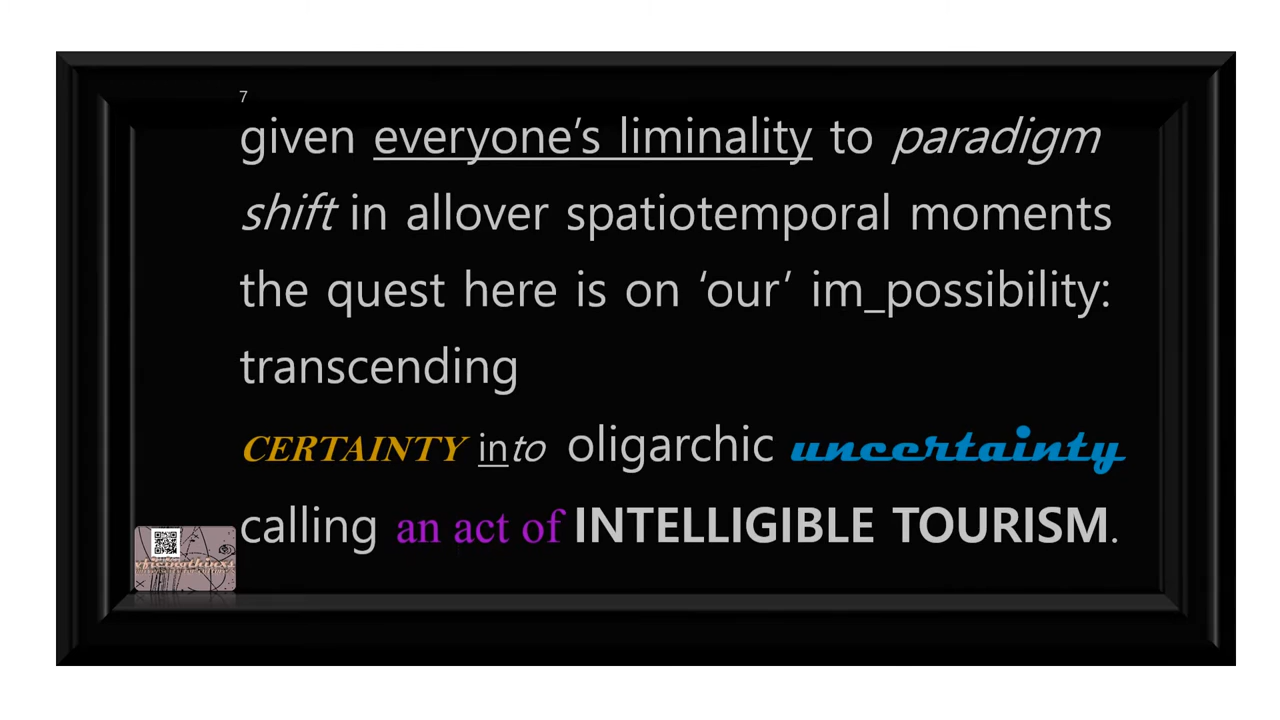 7
given everyone’s liminality to paradigm
shift in allover spatiotemporal moments
the quest here is on ‘our’ im_possibility:
transcending
CERTAINTY into oligarchic uncertainty
calling an act of INTELLIGIBLE TOURISM.